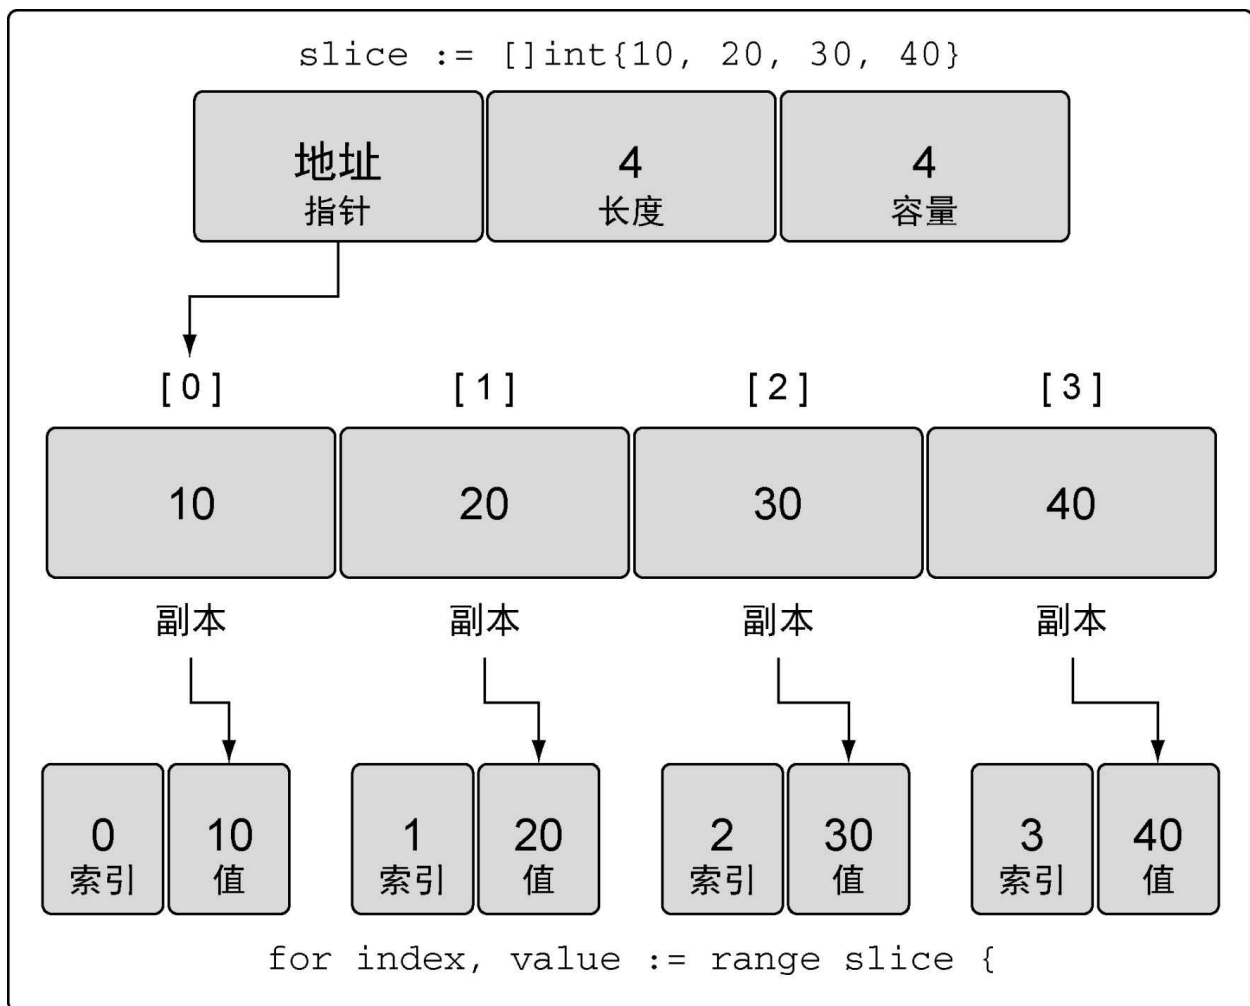 slice := []int{10, 20, 30, 40}
地址 4 4
指针 长度 容量
[0] [1] [2] [3]
10 20 30 40
副本 副本 副本 副本
0 10 1 20 2 30 3 40
索引 值 索引 值 索引 值 索引 值
for index, value := range slice {